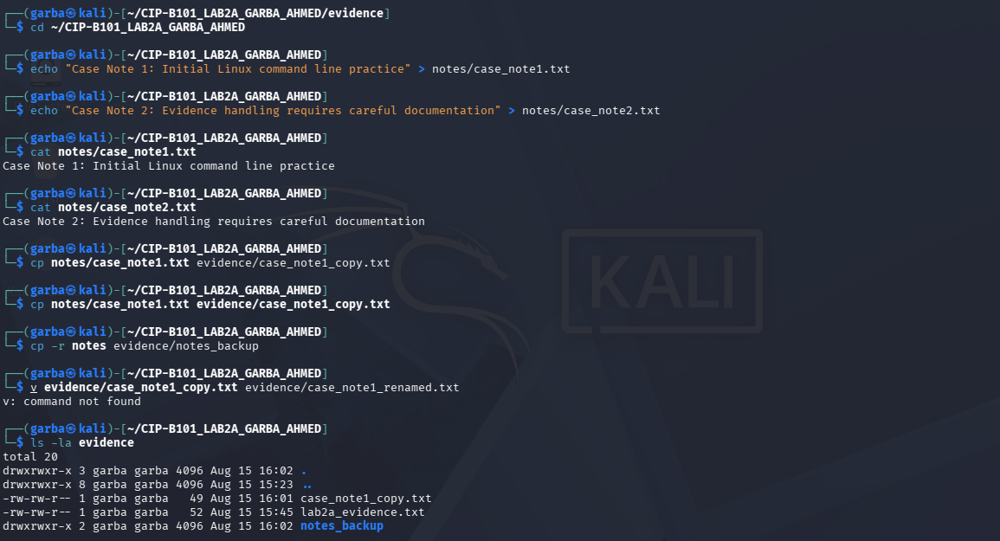 ┌──(garba㉿kali)-[~/CIP-B101_LAB2A_GARBA_AHMED/evidence]
└─$ cd ~/CIP-B101_LAB2A_GARBA_AHMED
┌──(garba㉿kali)-[~/CIP-B101_LAB2A_GARBA_AHMED]
└─$ echo "Case Note 1: Initial Linux command line practice" > notes/case_note1.txt
┌──(garba㉿kali)-[~/CIP-B101_LAB2A_GARBA_AHMED]
└─$ echo "Case Note 2: Evidence handling requires careful documentation" > notes/case_note2.txt
┌──(garba㉿kali)-[~/CIP-B101_LAB2A_GARBA_AHMED]
└─$ cat notes/case_note1.txt
Case Note 1: Initial Linux command line practice
┌──(garba㉿kali)-[~/CIP-B101_LAB2A_GARBA_AHMED]
└─$ cat notes/case_note2.txt
Case Note 2: Evidence handling requires careful documentation
┌──(garba㉿kali)-[~/CIP-B101_LAB2A_GARBA_AHMED]
└─$ cp notes/case_note1.txt evidence/case_note1_copy.txt
┌──(garba㉿kali)-[~/CIP-B101_LAB2A_GARBA_AHMED]
└─$ cp notes/case_note1.txt evidence/case_note1_copy.txt
┌──(garba㉿kali)-[~/CIP-B101_LAB2A_GARBA_AHMED]
└─$ cp -r notes evidence/notes_backup
┌──(garba㉿kali)-[~/CIP-B101_LAB2A_GARBA_AHMED]
└─$ v evidence/case_note1_copy.txt evidence/case_note1_renamed.txt
v: command not found
┌──(garba㉿kali)-[~/CIP-B101_LAB2A_GARBA_AHMED]
└─$ ls -la evidence
total 20
drwxrwxr-x 3 garba garba 4096 Aug 15 16:02 .
drwxrwxr-x 8 garba garba 4096 Aug 15 15:23 ..
-rw-rw-r-- 1 garba garba   49 Aug 15 16:01 case_note1_copy.txt
-rw-rw-r-- 1 garba garba   52 Aug 15 15:45 lab2a_evidence.txt
drwxrwxr-x 2 garba garba 4096 Aug 15 16:02 notes_backup
KALI